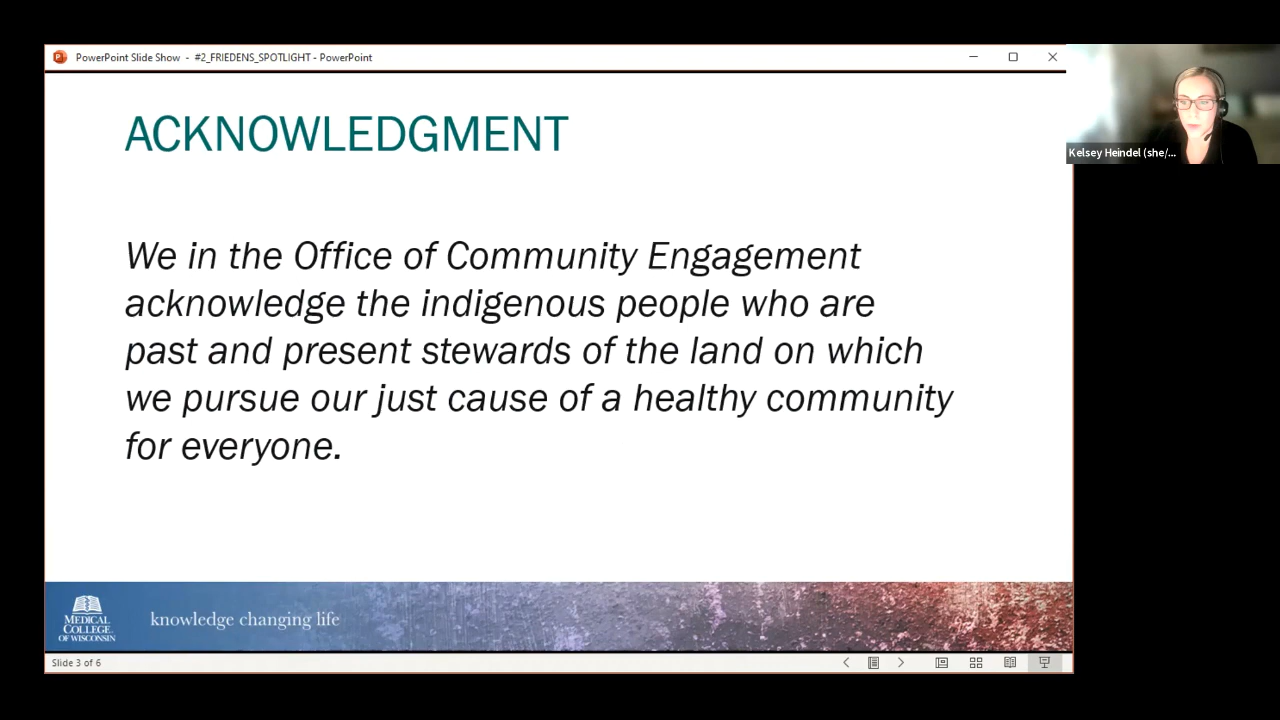 PowerPoint Slide Show - #2_FRIEDENS_SPOTLIGHT - PowerPoint
ACKNOWLEDGMENT
Kelsey Heindel (she/...
We in the Office of Community Engagement
acknowledge the indigenous people who are
past and present stewards of the land on which
we pursue our just cause of a healthy community
for everyone.
MEDICAL
COLLEGE
OF WISCONSIN
knowledge changing life
Slide 3 of 6